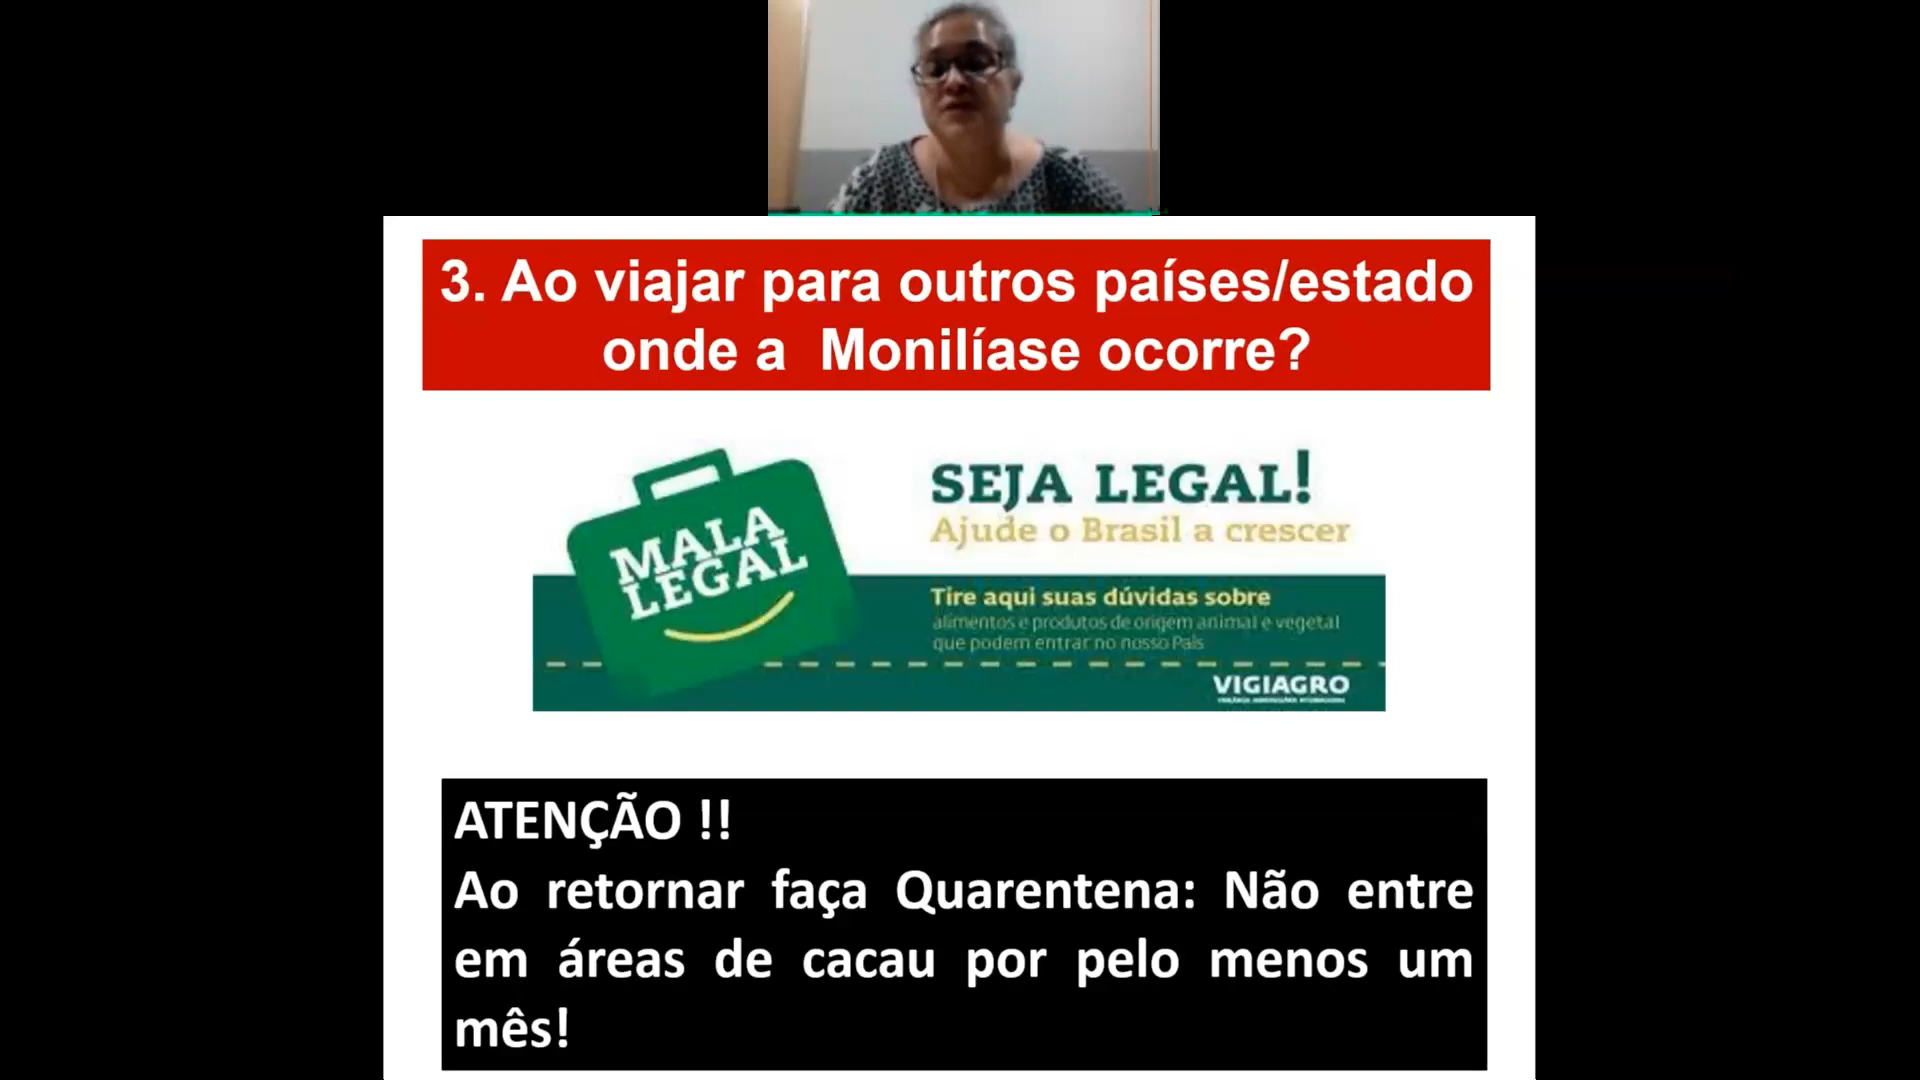 3. Ao viajar para outros países/estado
onde a Monilíase ocorre?
MALA
LEGAL
SEJA LEGAL!
Ajude o Brasil a crescer
Tire aqui suas dúvidas sobre
alimentos e produtos de origem animal e vegetal
que podem entrar no nosso País
VIGIAGRO
ATENÇÃO !!
Ao retornar faça Quarentena: Não entre
em áreas de cacau por pelo menos um
mês!